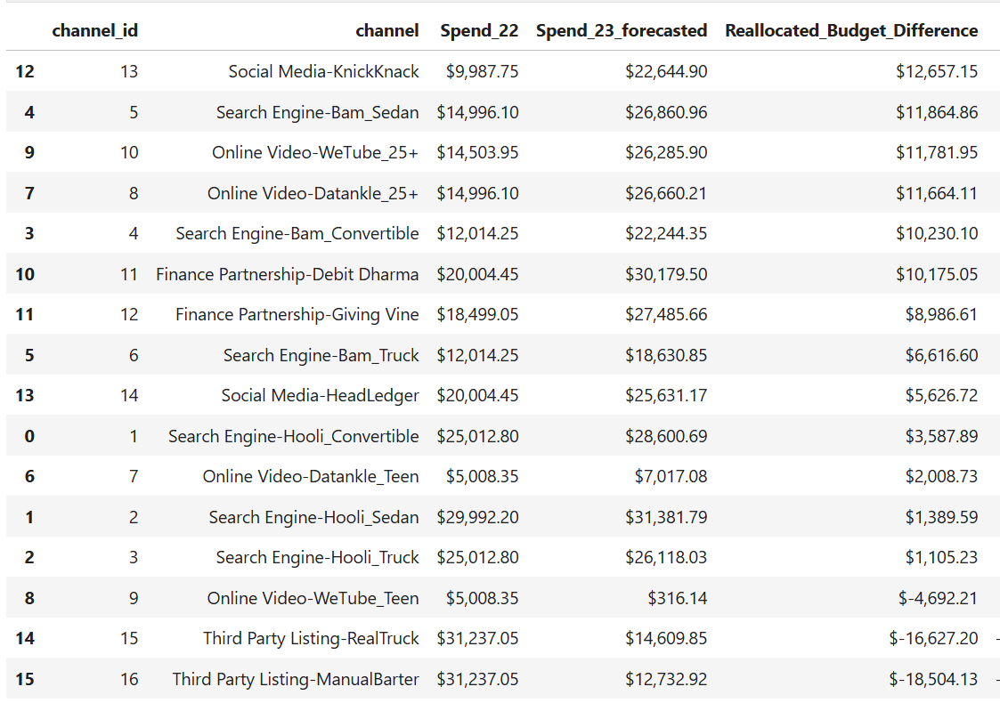 channel_id channel Spend_22 Spend_23_forecasted Reallocated_Budget_Difference
12 13 Social Media-KnickKnack $9,987.75 $22,644.90 $12,657.15
4 5 Search Engine-Bam_Sedan $14,996.10 $26,860.96 $11,864.86
9 10 Online Video-WeTube_25+ $14,503.95 $26,285.90 $11,781.95
7 8 Online Video-Datankle_25+ $14,996.10 $26,660.21 $11,664.11
3 4 Search Engine-Bam_Convertible $12,014.25 $22,244.35 $10,230.10
10 11 Finance Partnership-Debit Dharma $20,004.45 $30,179.50 $10,175.05
11 12 Finance Partnership-Giving Vine $18,499.05 $27,485.66 $8,986.61
5 6 Search Engine-Bam_Truck $12,014.25 $18,630.85 $6,616.60
13 14 Social Media-HeadLedger $20,004.45 $25,631.17 $5,626.72
0 1 Search Engine-Hooli_Convertible $25,012.80 $28,600.69 $3,587.89
6 7 Online Video-Datankle_Teen $5,008.35 $7,017.08 $2,008.73
1 2 Search Engine-Hooli_Sedan $29,992.20 $31,381.79 $1,389.59
2 3 Search Engine-Hooli_Truck $25,012.80 $26,118.03 $1,105.23
8 9 Online Video-WeTube_Teen $5,008.35 $316.14 $-4,692.21
14 15 Third Party Listing-RealTruck $31,237.05 $14,609.85 $-16,627.20
15 16 Third Party Listing-ManualBarter $31,237.05 $12,732.92 $-18,504.13